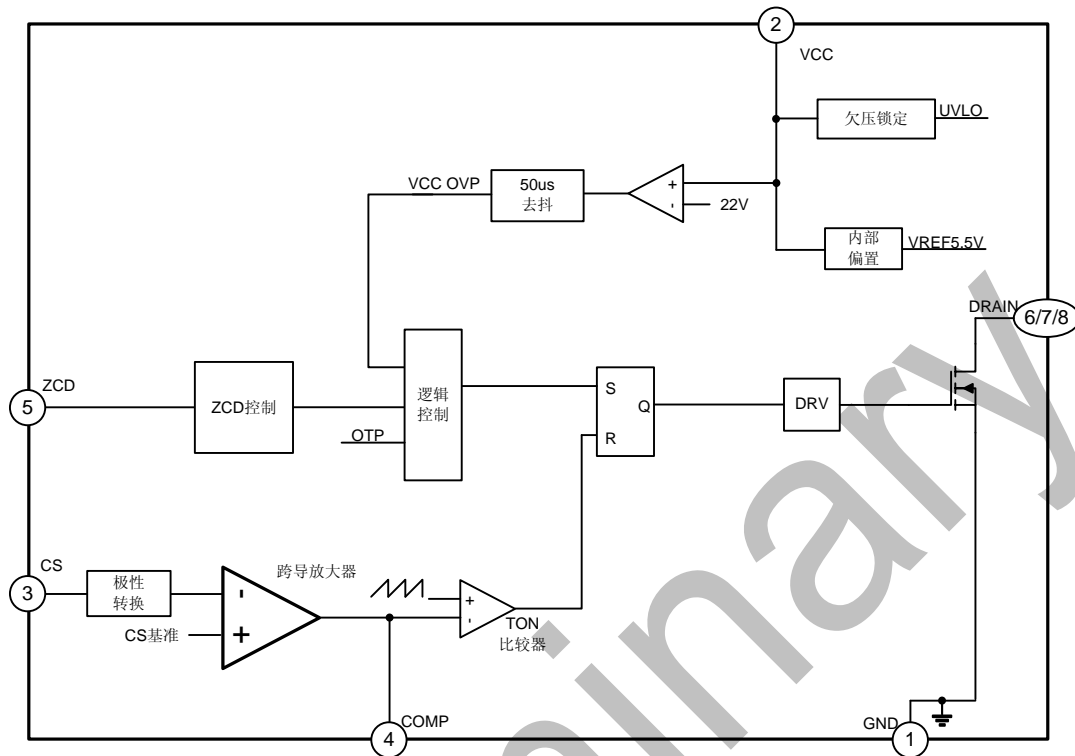 2
VCC
欠压锁定
UVLO
VCC OVP
50us
去抖
+
-
22V
内部
偏置
VREF5.5V
DRAIN
6/7/8
ZCD
5
ZCD控制
逻辑
控制
OTP
S
Q
R
DRV
CS
3
极性
转换
CS基准
-
+
跨导放大器
+
-
TON
比较器
COMP
4
GND
1
inary